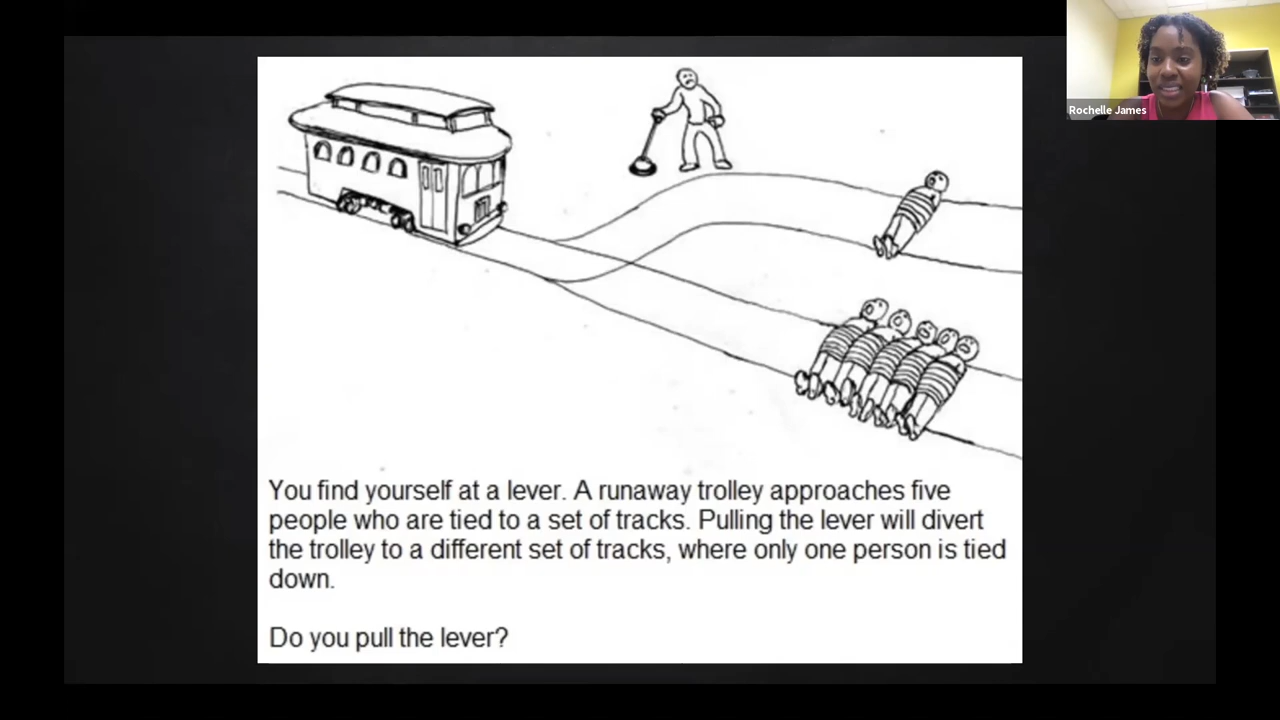 Rochelle James
You find yourself at a lever. A runaway trolley approaches five
people who are tied to a set of tracks. Pulling the lever will divert
the trolley to a different set of tracks, where only one person is tied
down.
Do you pull the lever?